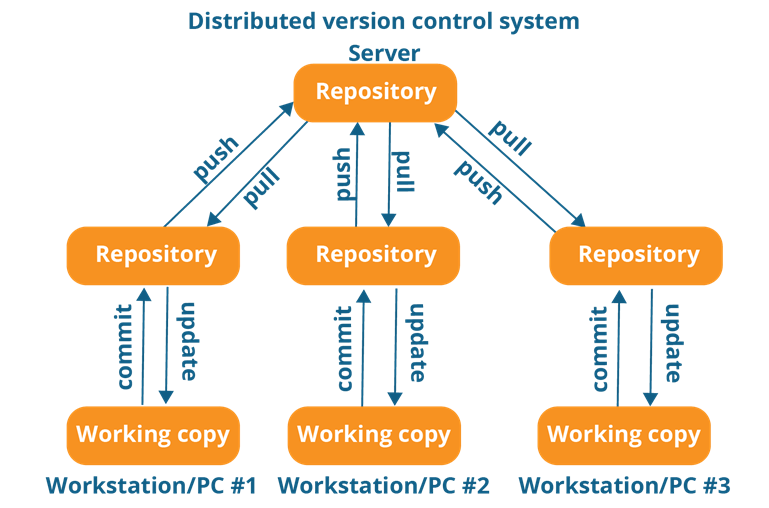 Distributed version control system
Server
Repository
push
pull
push
pull
push
pull
Repository
Repository
Repository
commit
update
commit
update
commit
update
Working copy
Working copy
Working copy
Workstation/PC #1
Workstation/PC #2
Workstation/PC #3